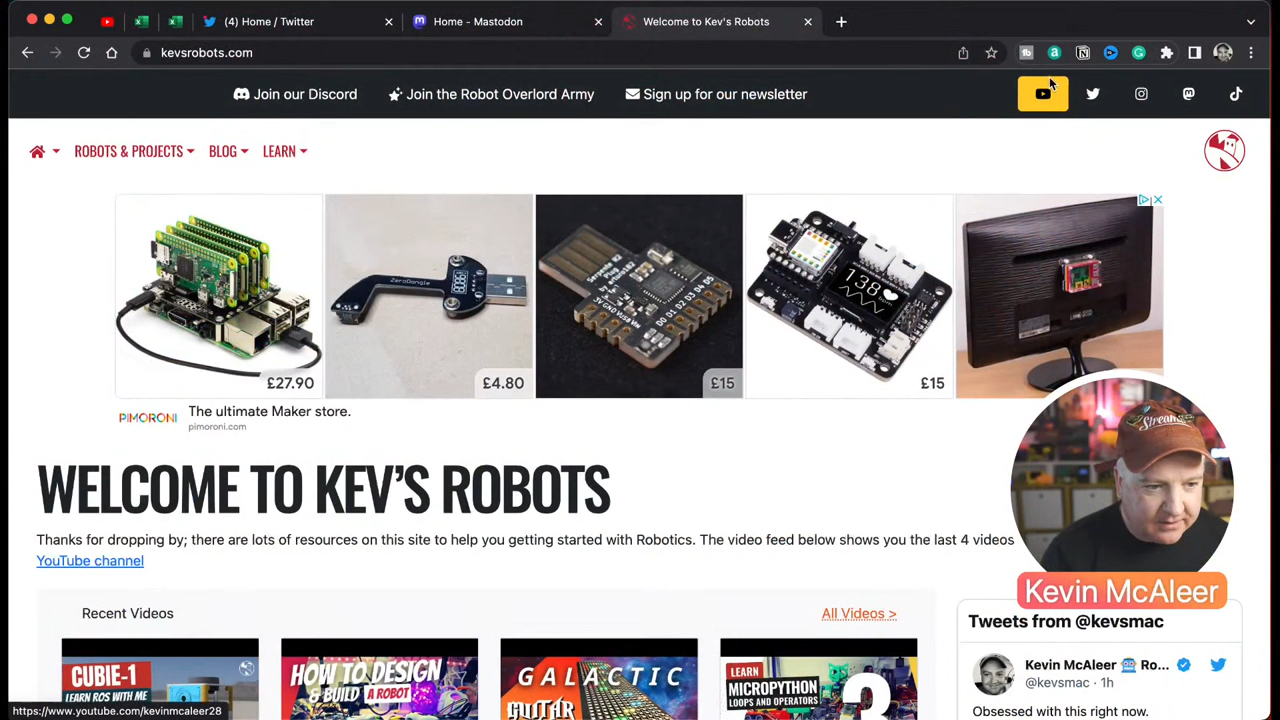 (4) Home / Twitter
Home - Mastodon
Welcome to Kev's Robots
kevsrobots.com
Join our Discord
Join the Robot Overlord Army
Sign up for our newsletter
ROBOTS & PROJECTS
BLOG
LEARN
ZeroDongle
£27.90
£4.80
£15
138
£15
PIMORONI
The ultimate Maker store.
pimoroni.com
WELCOME TO KEV'S ROBOTS
Thanks for dropping by; there are lots of resources on this site to help you getting started with Robotics. The video feed below shows you the last 4 videos
YouTube channel
Streamer
Kevin McAleer
Recent Videos
All Videos >
Tweets from @kevsmac
CUBIE-1
LEARN ROS WITH ME
HOW TO DESIGN
& BUILD A ROBOT
GALACTIC
GUITAR
LEARN
MICROPYTHON
LOOPS AND OPERATORS
3
Kevin McAleer 🤖 Ro...
@kevsmac · 1h
Obsessed with this right now.
https://www.youtube.com/kevinmcaleer28